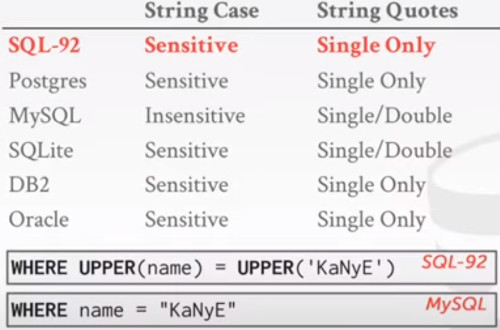 String Case String Quotes
SQL-92 Sensitive Single Only
Postgres Sensitive Single Only
MySQL Insensitive Single/Double
SQLite Sensitive Single/Double
DB2 Sensitive Single Only
Oracle Sensitive Single Only
WHERE UPPER(name) = UPPER('KaNyE') SQL-92
WHERE name = "KaNyE" MySQL